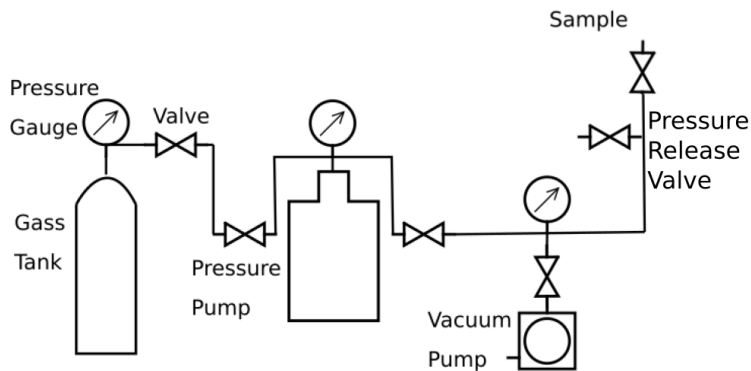 Sample
Pressure
Gauge
Valve
Pressure
Release
Valve
Gass
Tank
Pressure
Pump
Vacuum
Pump